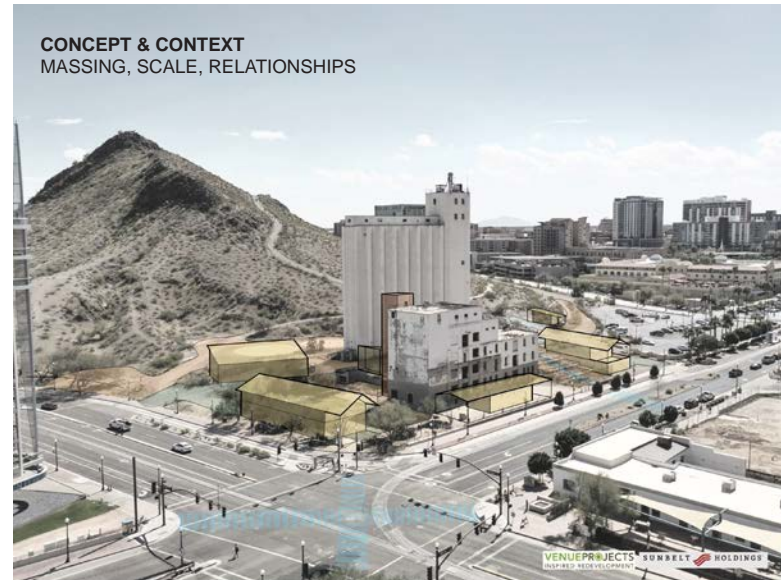 CONCEPT & CONTEXT
MASSING, SCALE, RELATIONSHIPS
VENUEPROJECTS SUNBELT HOLDINGS
INSPIRED REDEVELOPMENT